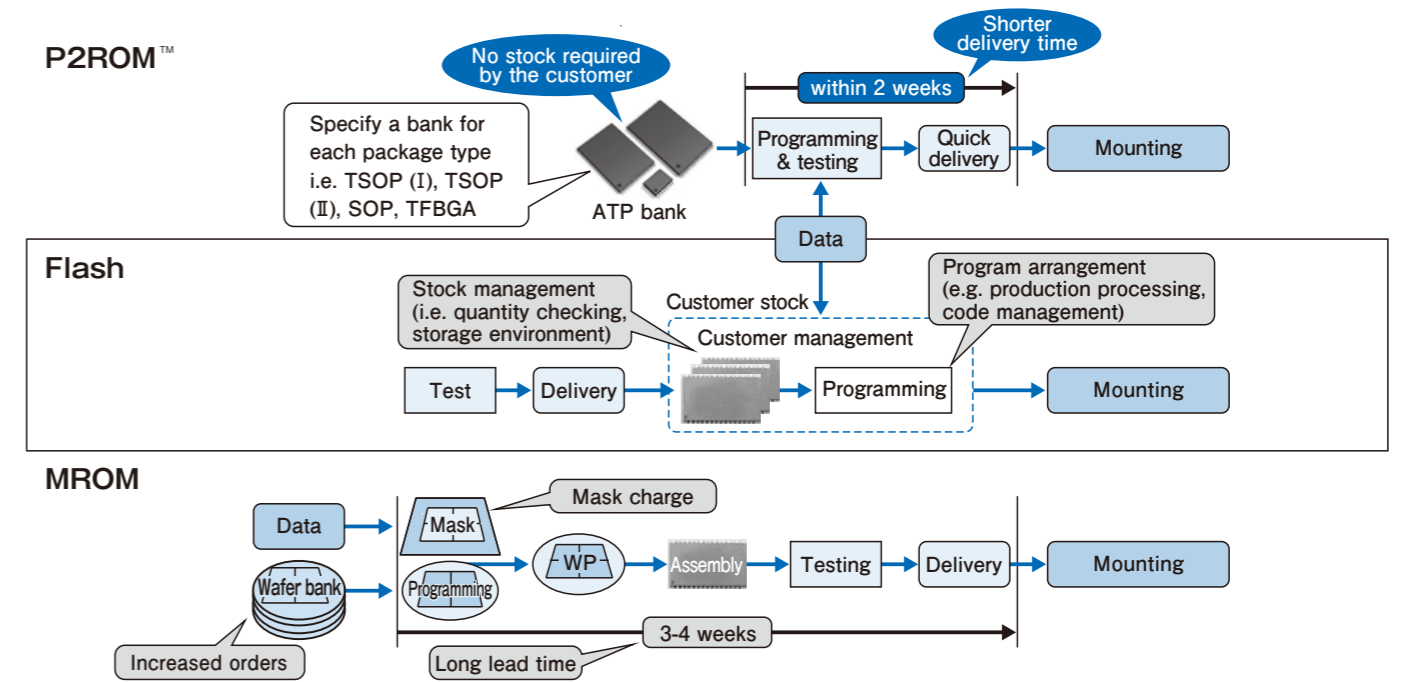 P2ROM™
No stock required
by the customer
Shorter
delivery time
within 2 weeks
Specify a bank for
each package type
i.e. TSOP (I), TSOP
(Ⅱ), SOP, TFBGA
ATP bank
Programming
& testing
Quick
delivery
Mounting
Data
Flash
Stock management
(i.e. quantity checking,
storage environment)
Customer stock
Program arrangement
(e.g. production processing,
code management)
Customer management
Test
Delivery
Programming
Mounting
MROM
Data
Mask
Mask charge
Wafer bank
Programming
WP
Assembly
Testing
Delivery
Mounting
3-4 weeks
Increased orders
Long lead time